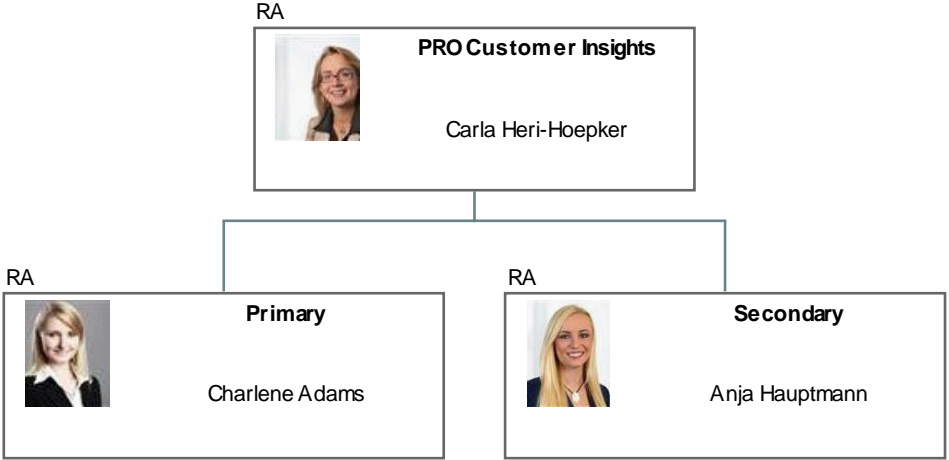 RA
PRO Customer Insights
Carla Heri-Hoepker
RA
Primary
Charlene Adams
RA
Secondary
Anja Hauptmann